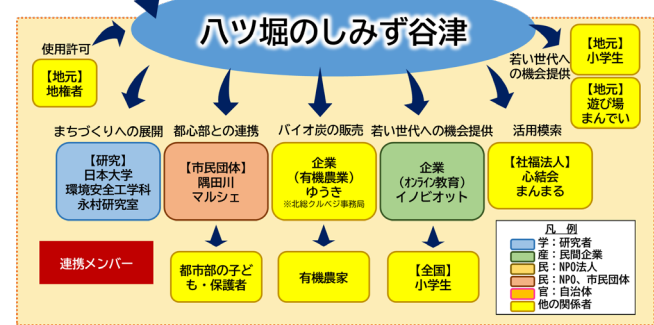 八ツ堀のしみず谷津
使用許可
【地元】
地権者
若い世代へ
の機会提供
【地元】
小学生
【地元】
遊び場
まんでい
まちづくりへの展開
都心部との連携
バイオ炭の販売
若い世代への機会提供
活用模索
【研究】
日本大学
環境安全工学科
永村研究室
【市民団体】
隅田川
マルシェ
企業
(有機農業)
ゆうき
※北総クルベジ事務局
企業
(オンライン教育)
イノビオット
【社福法人】
心結会
まんまる
連携メンバー
都市部の子ど
も・保護者
有機農家
【全国】
小学生
凡 例
学:研究者
産:民間企業
民:NPO法人
民:NPO、市民団体
官:自治体
他の関係者